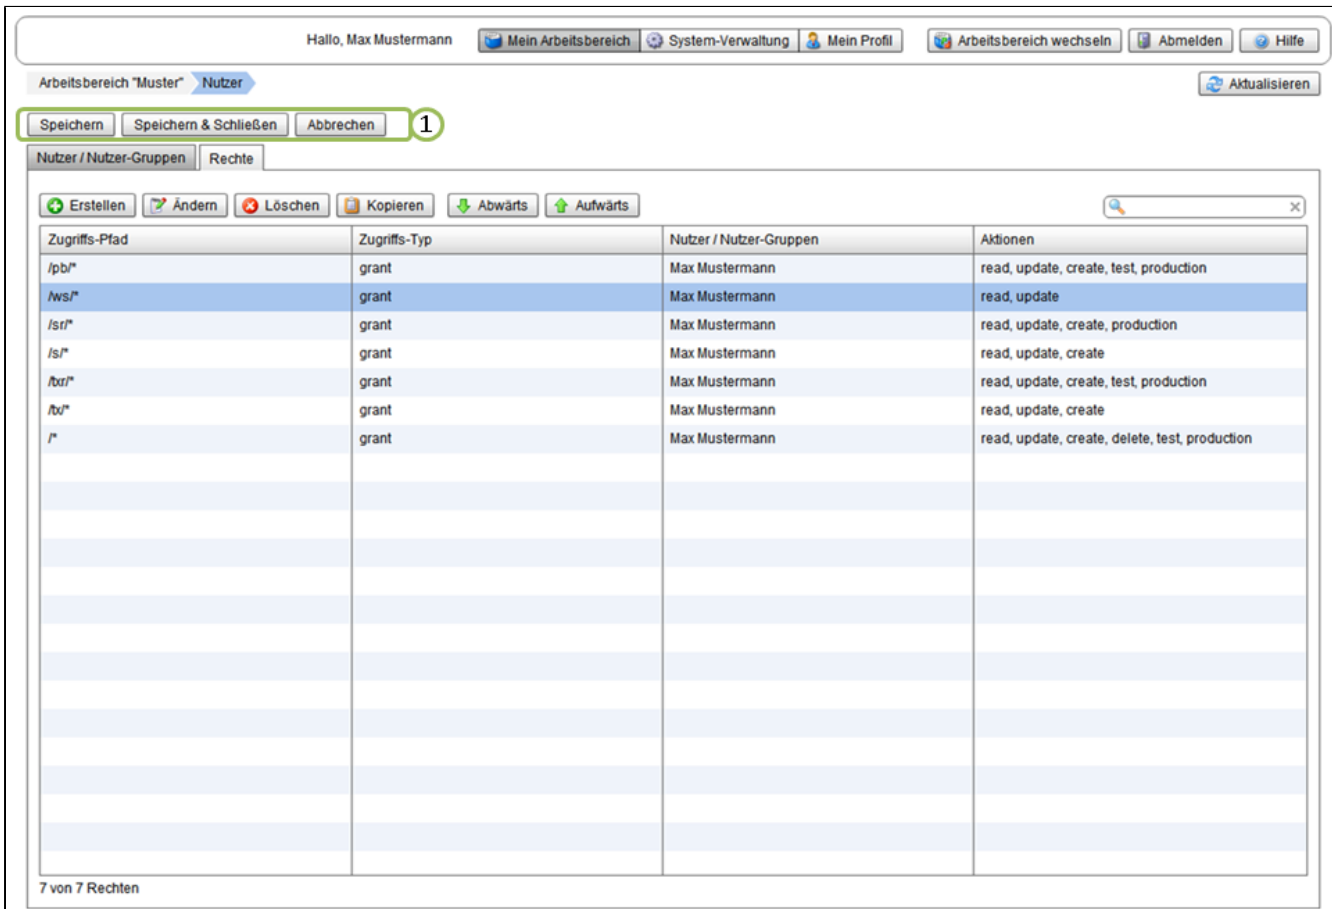 Hallo, Max Mustermann Mein Arbeitsbereich System-Verwaltung Mein Profil Arbeitsbereich wechseln Abmelden Hilfe
Arbeitsbereich "Muster" Nutzer Aktualisieren
Speichern Speichern & Schließen Abbrechen 1
Nutzer / Nutzer-Gruppen Rechte
Erstellen Ändern Löschen Kopieren Abwärts Aufwärts
Zugriffs-Pfad Zugriffs-Typ Nutzer / Nutzer-Gruppen Aktionen
/pb/* grant Max Mustermann read, update, create, test, production
/ws/* grant Max Mustermann read, update
/sr/* grant Max Mustermann read, update, create, production
/s/* grant Max Mustermann read, update, create
/txr/* grant Max Mustermann read, update, create, test, production
/tx/* grant Max Mustermann read, update, create
/* grant Max Mustermann read, update, create, delete, test, production
7 von 7 Rechten